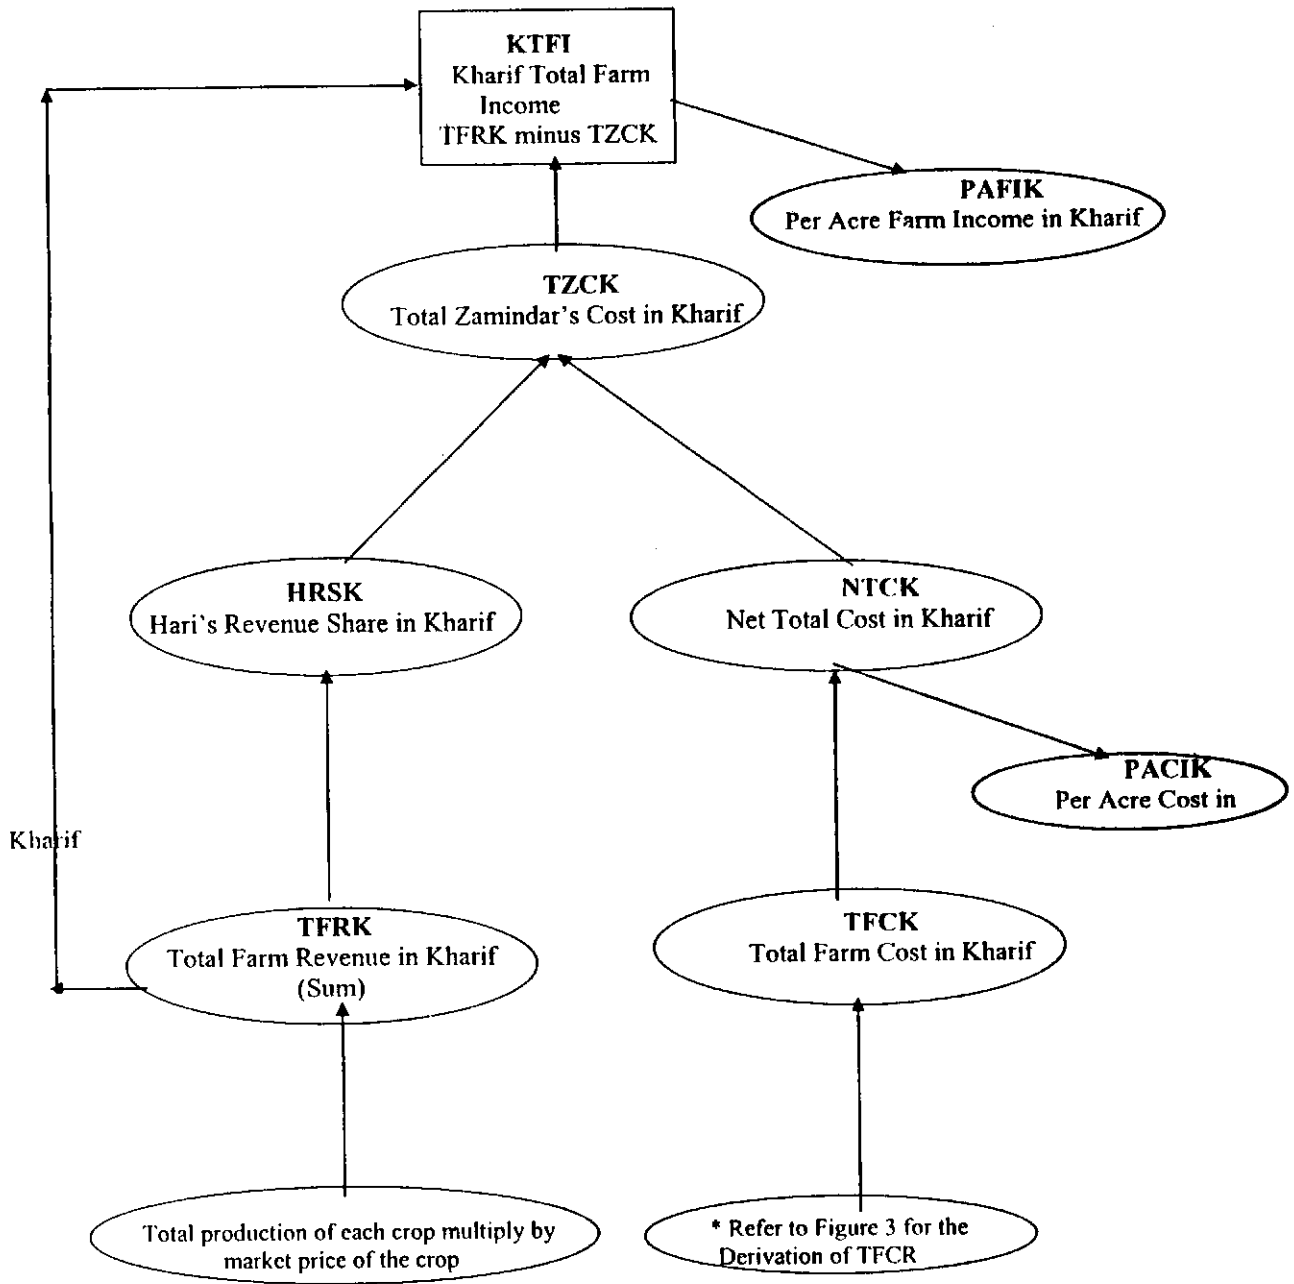 KTFI
Kharif Total Farm
Income
TFRK minus TZCK
PAFIK
Per Acre Farm Income in Kharif
TZCK
Total Zamindar's Cost in Kharif
HRSK
Hari's Revenue Share in Kharif
NTCK
Net Total Cost in Kharif
PACIK
Per Acre Cost in
Kharif
TFRK
Total Farm Revenue in Kharif
(Sum)
TFCK
Total Farm Cost in Kharif
Total production of each crop multiply by
market price of the crop
* Refer to Figure 3 for the
Derivation of TFCR